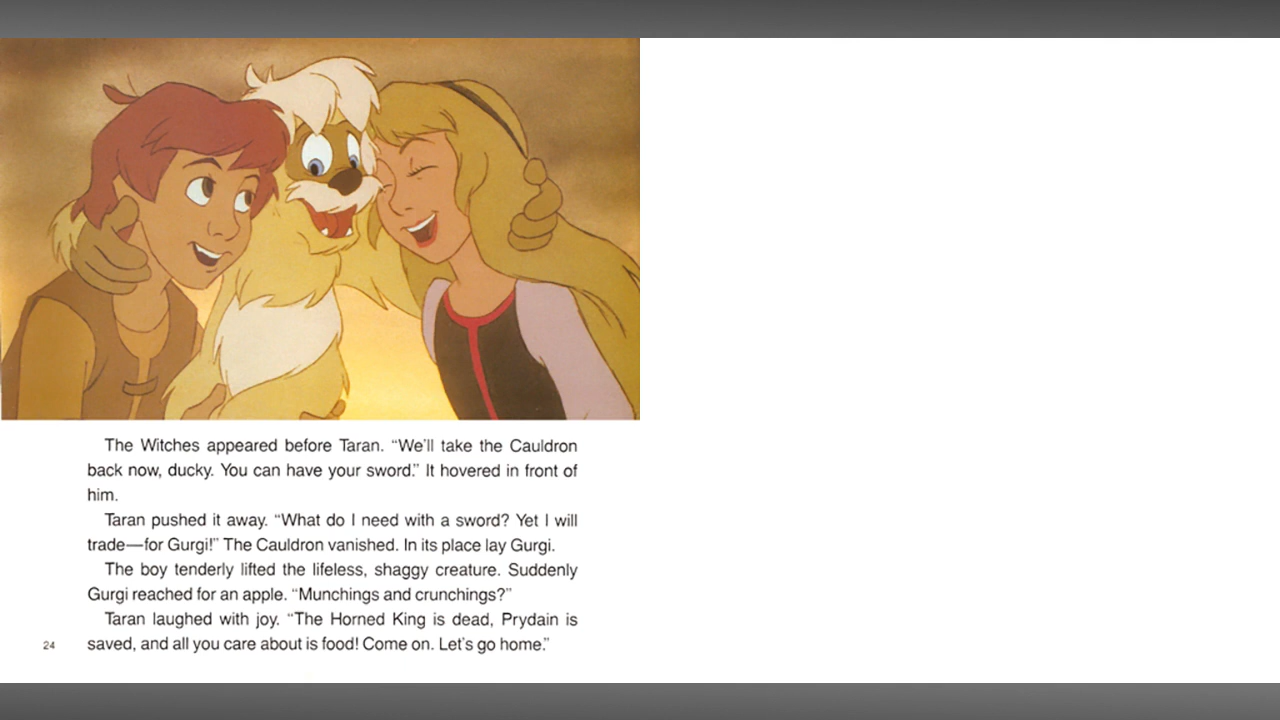 The Witches appeared before Taran. “We’ll take the Cauldron
back now, ducky. You can have your sword.” It hovered in front of
him.
Taran pushed it away. “What do I need with a sword? Yet I will
trade—for Gurgi!” The Cauldron vanished. In its place lay Gurgi.
The boy tenderly lifted the lifeless, shaggy creature. Suddenly
Gurgi reached for an apple. “Munchings and crunchings?”
Taran laughed with joy. “The Horned King is dead, Prydain is
24 saved, and all you care about is food! Come on. Let’s go home.”